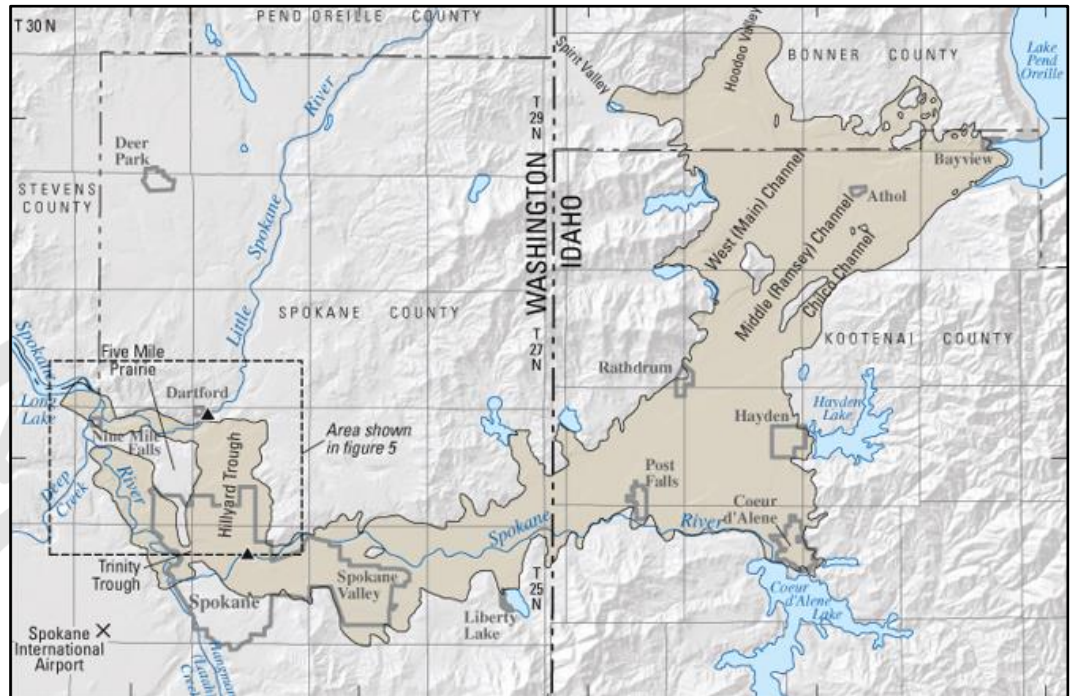 T 30 N
PEND OREILLE COUNTY
BONNER COUNTY
Lake
Pend
Oreille
Spirit Valley
Hoodoo Valley
River
T
29
N
Deer
Park
STEVENS
COUNTY
WASHINGTON
IDAHO
Bayview
Athol
West (Main) Channel
Middle (Ramsey) Channel
Chilco Channel
Spokane
Little
SPOKANE COUNTY
T
27
N
KOOTENAI COUNTY
Five Mile
Prairie
Spokane
Long
Lake
Dartford
Rathdrum
Hayden
Lake
Hayden
Nine Mile
Falls
Area shown
in figure 5
Hillyard Trough
Deep
Creek
River
Post
Falls
Coeur
d'Alene
Spokane
River
Trinity
Trough
Spokane
Spokane
Valley
T
25
N
Liberty
Lake
Coeur
d'Alene
Lake
Spokane
International
Airport
Hangman
(Latah)
Creek